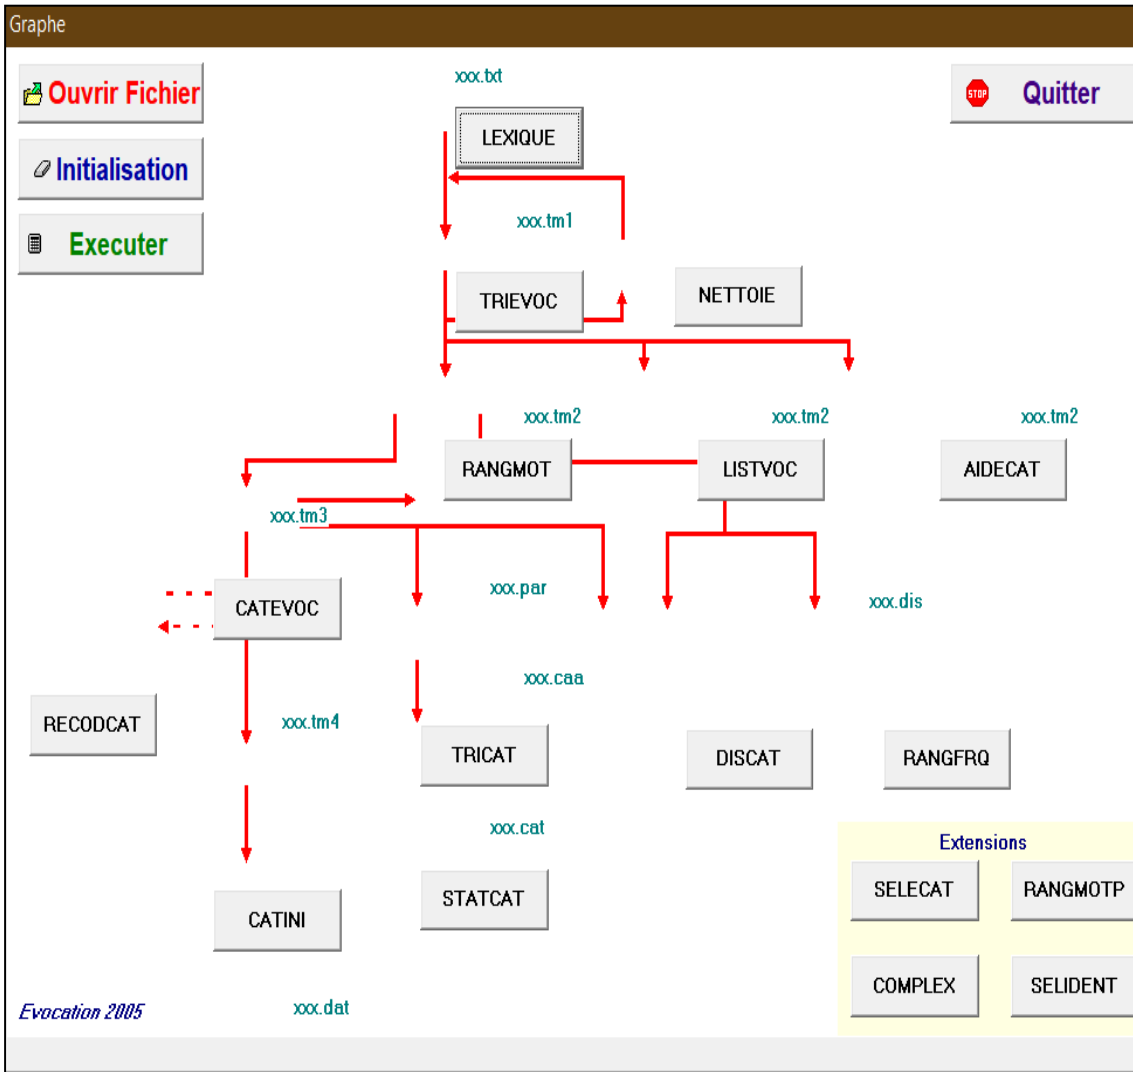 Graphe
Ouvrir Fichier
xxx.txt
Quitter
LEXIQUE
Initialisation
xxx.tm1
Executer
TRIEVOC
NETTOIE
xxx.tm2
xxx.tm2
xxx.tm2
RANGMOT
LISTVOC
AIDECAT
xxx.tm3
xxx.par
xxx.dis
CATEVOC
xxx.caa
RECODCAT
xxx.tm4
TRICAT
DISCAT
RANGFRQ
xxx.cat
Extensions
SELECAT
RANGMOTP
STATCAT
CATINI
COMPLEX
SELIDENT
Evocation 2005
xxx.dat
STOP